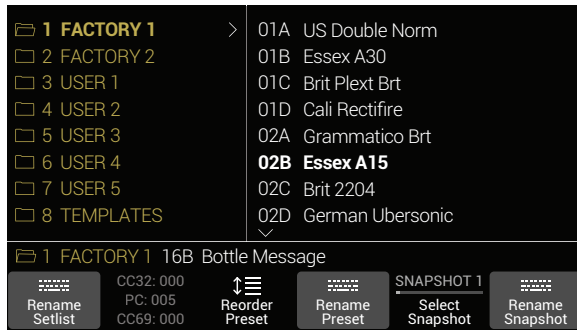 1 FACTORY 1 >
2 FACTORY 2
3 USER 1
4 USER 2
5 USER 3
6 USER 4
7 USER 5
8 TEMPLATES
01A US Double Norm
01B Essex A30
01C Brit Plext Brt
01D Cali Rectifire
02A Grammatico Brt
02B Essex A15
02C Brit 2204
02D German Ubersonic
1 FACTORY 1 16B Bottle Message
Rename
Setlist
CC32: 000
PC: 005
CC69: 000
Reorder
Preset
Rename
Preset
SNAPSHOT 1
Select
Snapshot
Rename
Snapshot